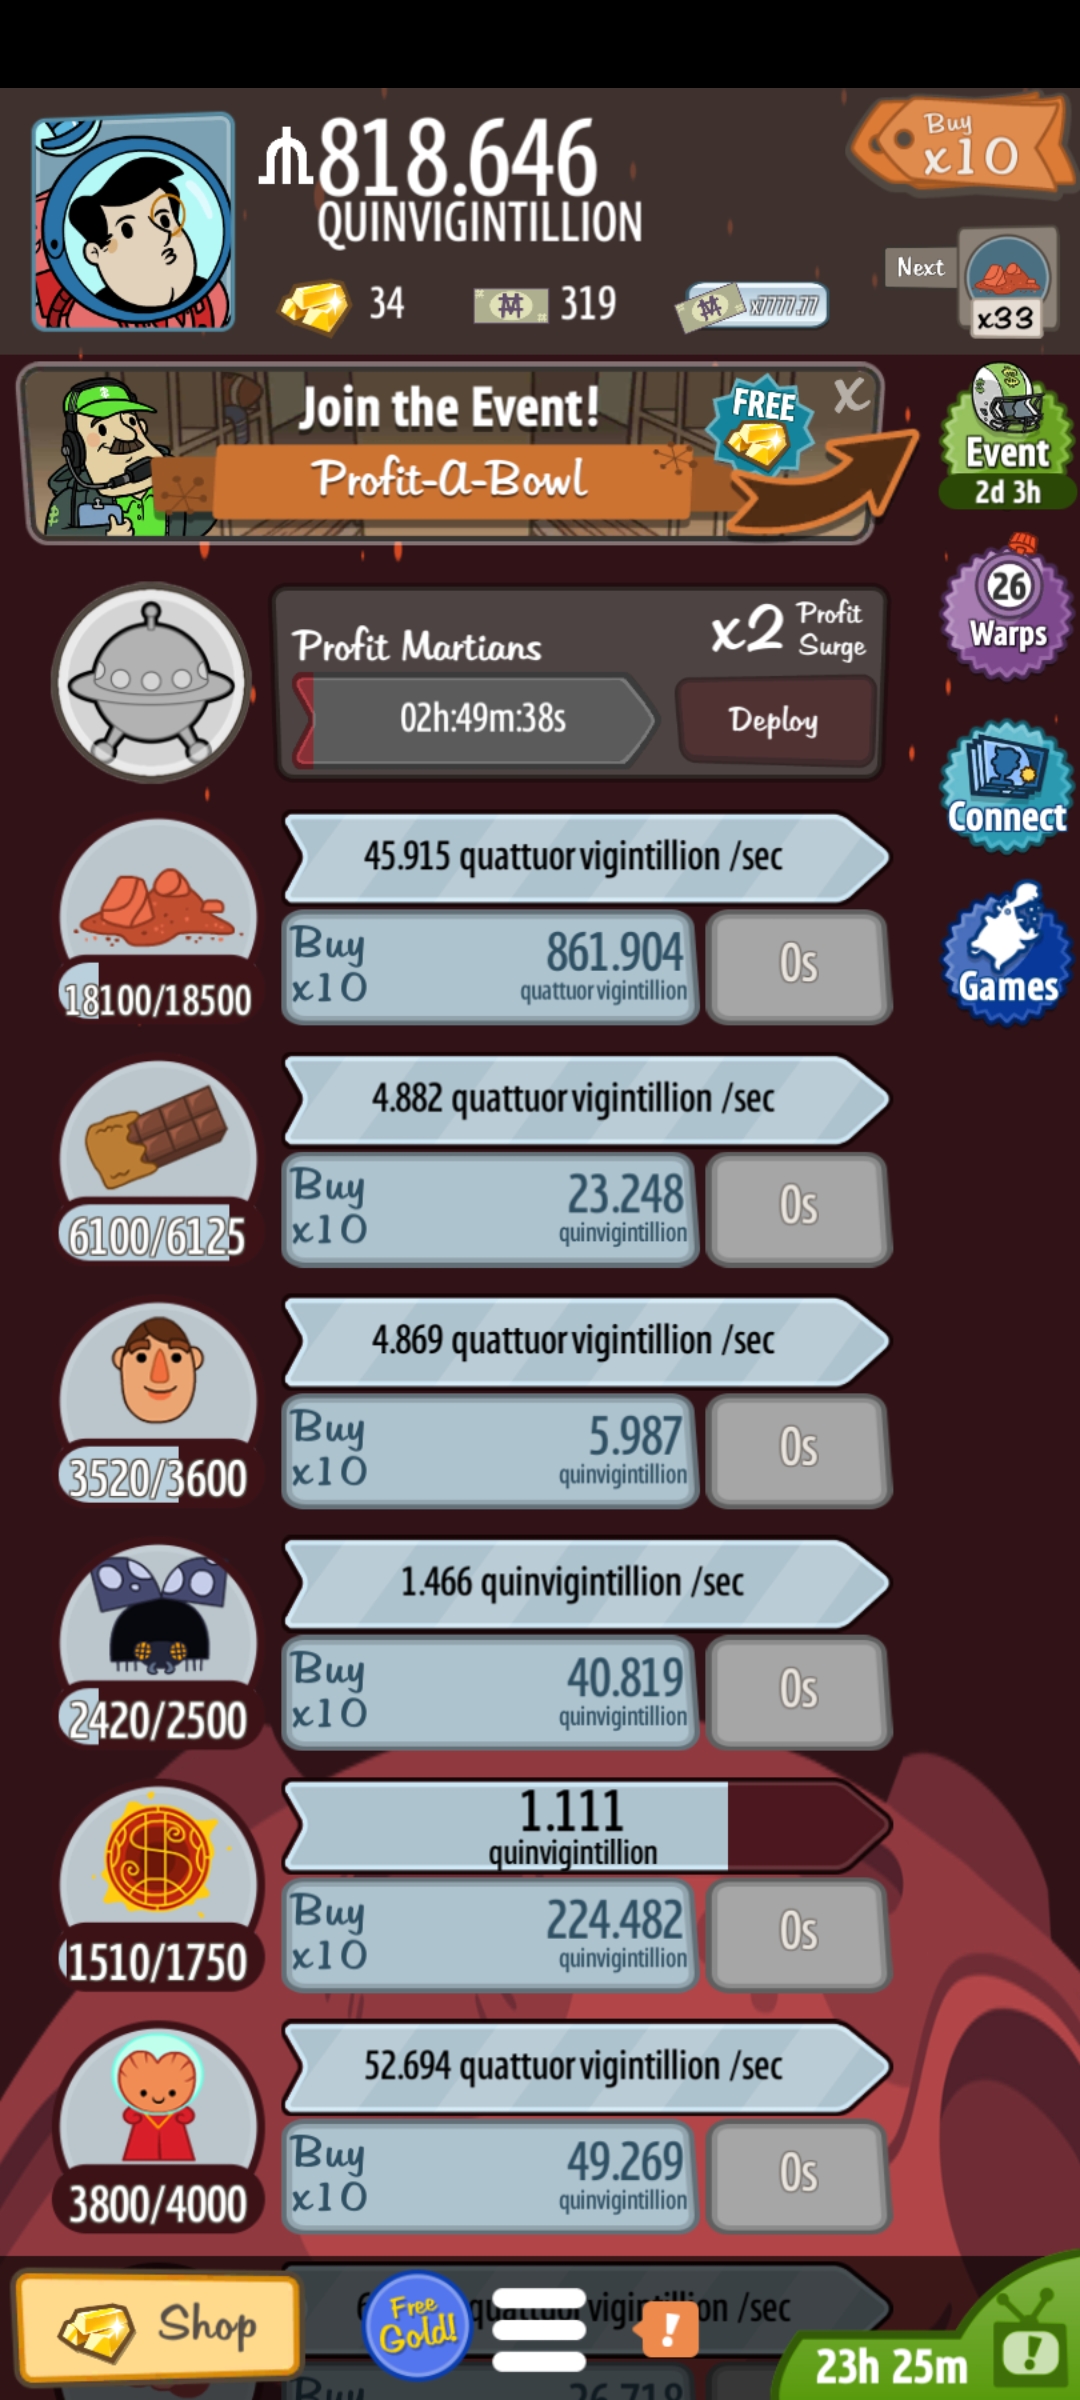 ₥818.646
QUINVIGINTILLION
Buy
x10
34
319
x7777.77
Next
x33
Join the Event!
Profit-A-Bowl
FREE
X
Event
2d 3h
Profit Martians
x2 Profit
Surge
02h:49m:38s
Deploy
26
Warps
Connect
Games
45.915 quattuorvigintillion /sec
Buy
x10
861.904
quattuorvigintillion
0s
18100/18500
4.882 quattuorvigintillion /sec
Buy
x10
23.248
quinvigintillion
0s
6100/6125
4.869 quattuorvigintillion /sec
Buy
x10
5.987
quinvigintillion
0s
3520/3600
1.466 quinvigintillion /sec
Buy
x10
40.819
quinvigintillion
0s
2420/2500
1.111
quinvigintillion
Buy
x10
224.482
quinvigintillion
0s
1510/1750
52.694 quattuorvigintillion /sec
Buy
x10
49.269
quinvigintillion
0s
3800/4000
/sec
Shop
Free
Gold!
!
23h 25m
!
Buy
26.718